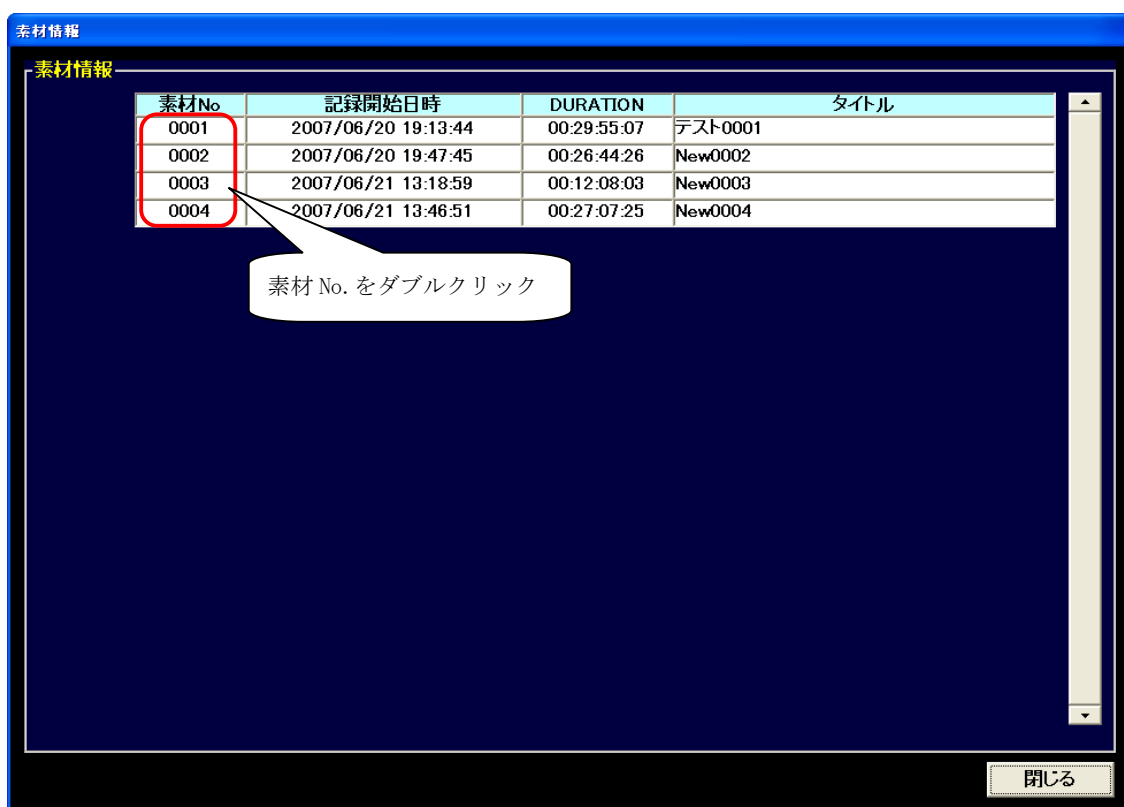 素材情報
素材情報
素材No 記録開始日時 DURATION タイトル
0001 2007/06/20 19:13:44 00:29:55:07 テスト0001
0002 2007/06/20 19:47:45 00:26:44:26 New0002
0003 2007/06/21 13:18:59 00:12:08:03 New0003
0004 2007/06/21 13:46:51 00:27:07:25 New0004
素材 No.をダブルクリック
閉じる